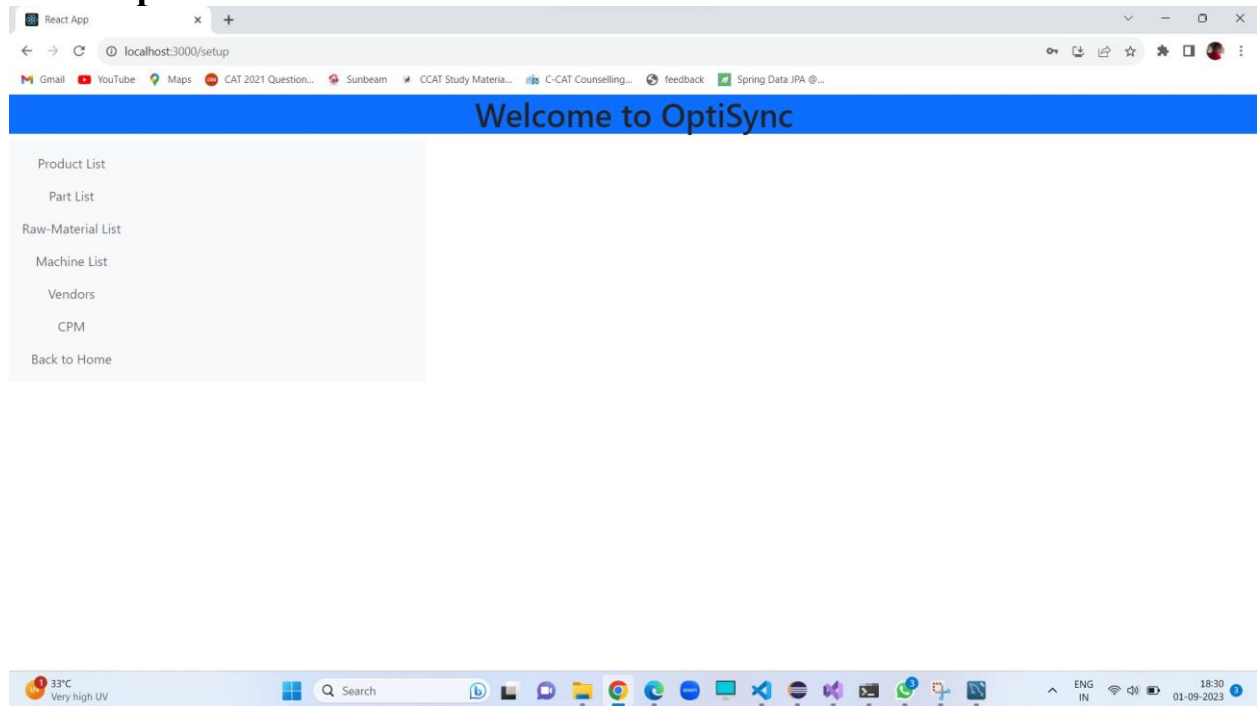 React App
localhost:3000/setup
Gmail YouTube Maps CAT 2021 Question... Sunbeam CCAT Study Materia... C-CAT Counselling... feedback Spring Data JPA @...
Welcome to OptiSync
Product List
Part List
Raw-Material List
Machine List
Vendors
CPM
Back to Home
33°C
Very high UV
Search
ENG
IN
18:30
01-09-2023